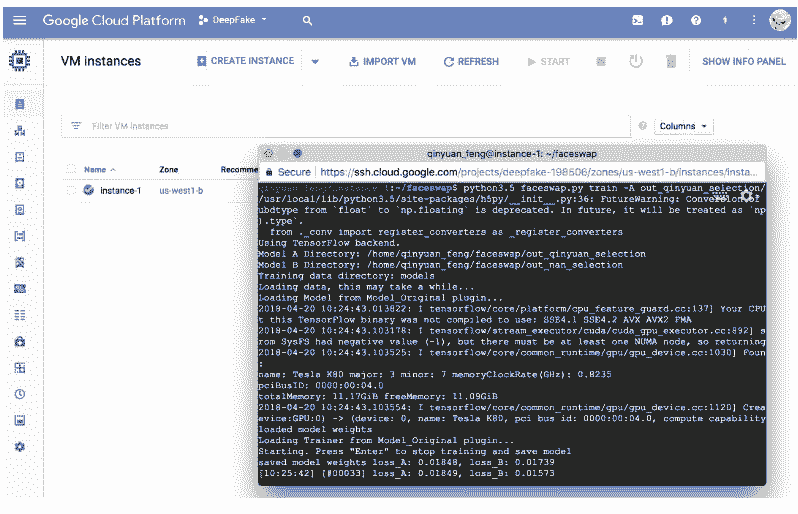 Google Cloud Platform DeepFake
VM instances CREATE INSTANCE IMPORT VM REFRESH START SHOW INFO PANEL
Filter VM instances Columns
Name Zone Recomme
instance-1 us-west1-b
qinyuan_feng@instance-1: ~/faceswap
Secure https://ssh.cloud.google.com/projects/deepfake-198506/zones/us-west1-b/instances/insta...
qinyuan_feng@instance-1:~/faceswap$ python3.5 faceswap.py train -A out_qinyuan_selection/
/usr/local/lib/python3.5/site-packages/h5py/__init__.py:36: FutureWarning: Conversion of
ubdtype from `float` to `np.floating` is deprecated. In future, it will be treated as `np
).type`.
from ._conv import register_converters as _register_converters
Using TensorFlow backend.
Model A Directory: /home/qinyuan_feng/faceswap/out_qinyuan_selection
Model B Directory: /home/qinyuan_feng/faceswap/out_nan_selection
Training data directory: models
Loading data, this may take a while...
Loading Model from Model_Original plugin...
2018-04-20 10:24:43.013822: I tensorflow/core/platform/cpu_feature_guard.cc:137] Your CPU
t this TensorFlow binary was not compiled to use: SSE4.1 SSE4.2 AVX AVX2 FMA
2018-04-20 10:24:43.103178: I tensorflow/stream_executor/cuda/cuda_gpu_executor.cc:892] s
rom SysFS had negative value (-1), but there must be at least one NUMA node, so returning
2018-04-20 10:24:43.103525: I tensorflow/core/common_runtime/gpu/gpu_device.cc:1030] Foun
:
name: Tesla K80 major: 3 minor: 7 memoryClockRate(GHz): 0.8235
pciBusID: 0000:00:04.0
totalMemory: 11.17GiB freeMemory: 11.09GiB
2018-04-20 10:24:43.103554: I tensorflow/core/common_runtime/gpu/gpu_device.cc:1120] Crea
evice:GPU:0) -> (device: 0, name: Tesla K80, pci bus id: 0000:00:04.0, compute capability
loaded model weights
Loading Trainer from Model_Original plugin...
Starting. Press "Enter" to stop training and save model
saved model weights loss_A: 0.01848, loss_B: 0.01739
[10:25:42] [#00033] loss_A: 0.01849, loss_B: 0.01573